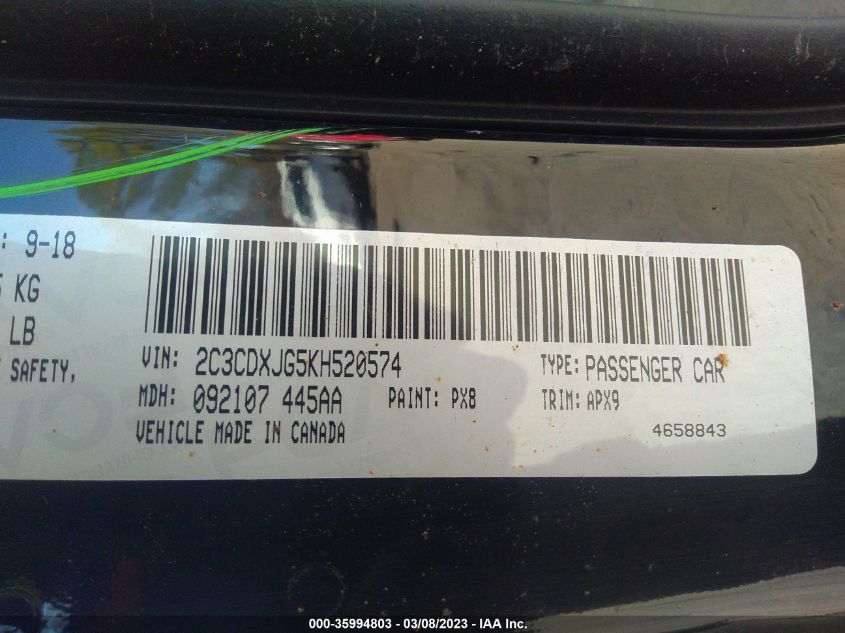 : 9-18
KG
LB
SAFETY,
VIN: 2C3CDXJG5KH520574 TYPE: PASSENGER CAR
MDH: 092107 445AA PAINT: PX8 TRIM: APX9
VEHICLE MADE IN CANADA 4658843
000-35994803 - 03/08/2023 - IAA Inc.